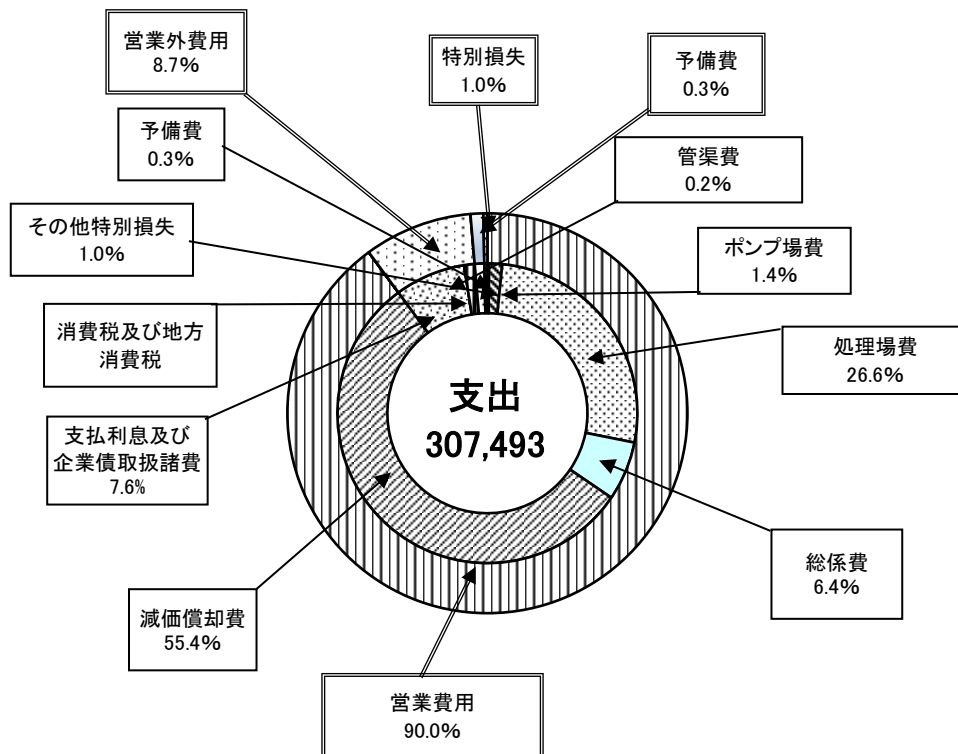 営業外費用
8.7%
特別損失
1.0%
予備費
0.3%
予備費
0.3%
管渠費
0.2%
その他特別損失
1.0%
ポンプ場費
1.4%
消費税及び地方
消費税
処理場費
26.6%
支出
307,493
支払利息及び
企業債取扱諸費
7.6%
総係費
6.4%
減価償却費
55.4%
営業費用
90.0%